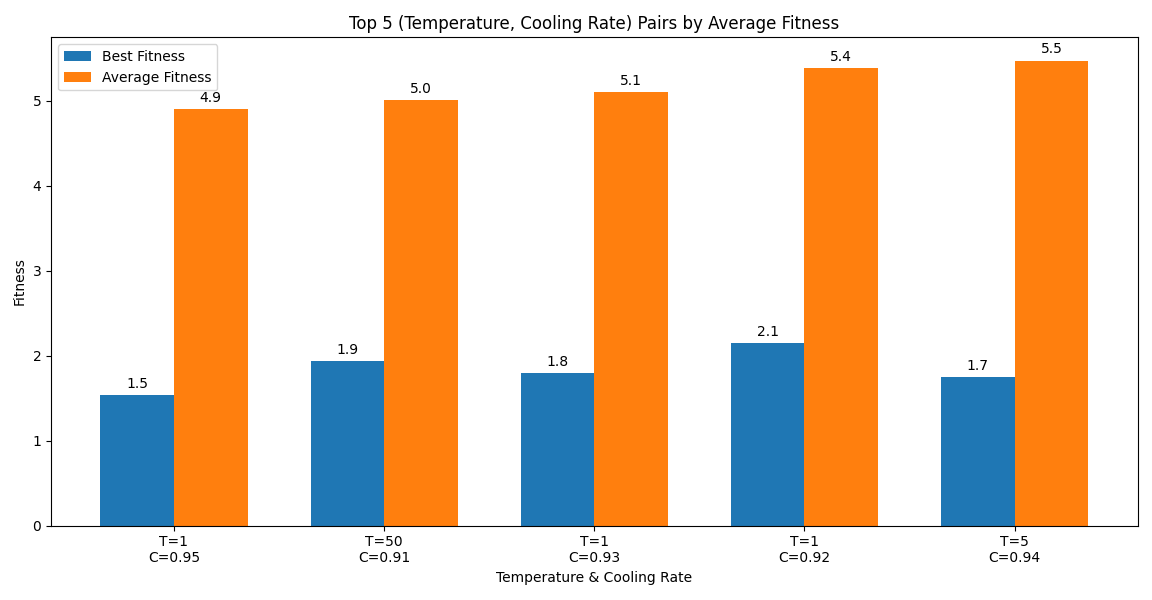 Top 5 (Temperature, Cooling Rate) Pairs by Average Fitness
Best Fitness
Average Fitness
Fitness
5
4
3
2
1
0
1.5
4.9
1.9
5.0
1.8
5.1
2.1
5.4
1.7
5.5
T=1
C=0.95
T=50
C=0.91
T=1
C=0.93
T=1
C=0.92
T=5
C=0.94
Temperature & Cooling Rate